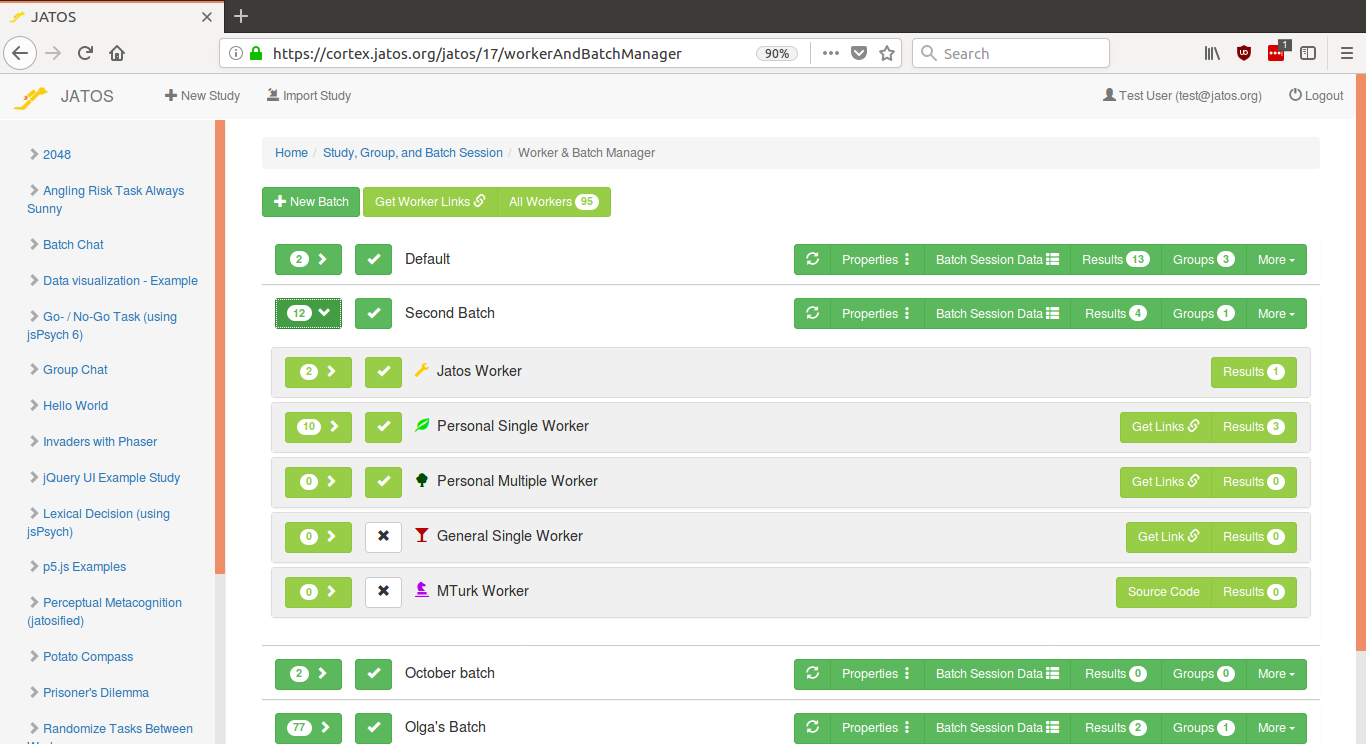 JATOS
https://cortex.jatos.org/jatos/17/workerAndBatchManager 90% Search 1
JATOS New Study Import Study Test User (test@jatos.org) Logout
2048
Angling Risk Task Always
Sunny
Batch Chat
Data visualization - Example
Go- / No-Go Task (using
jsPsych 6)
Group Chat
Hello World
Invaders with Phaser
jQuery UI Example Study
Lexical Decision (using
jsPsych)
p5.js Examples
Perceptual Metacognition
(jatosified)
Potato Compass
Prisoner's Dilemma
Randomize Tasks Between
Home / Study, Group, and Batch Session / Worker & Batch Manager
New Batch Get Worker Links All Workers 95
2 Default Properties Batch Session Data Results 13 Groups 3 More
12 Second Batch Properties Batch Session Data Results 4 Groups 1 More
2 Jatos Worker Results 1
10 Personal Single Worker Get Links Results 3
0 Personal Multiple Worker Get Links Results 0
0 General Single Worker Get Link Results 0
0 MTurk Worker Source Code Results 0
2 October batch Properties Batch Session Data Results 0 Groups 0 More
77 Olga's Batch Properties Batch Session Data Results 2 Groups 1 More